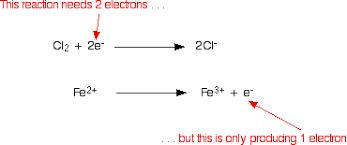 This reaction needs 2 electrons . . .
Cl₂ + 2e⁻ ⟶ 2Cl⁻
Fe²⁺ ⟶ Fe³⁺ + e⁻
. . . but this is only producing 1 electron